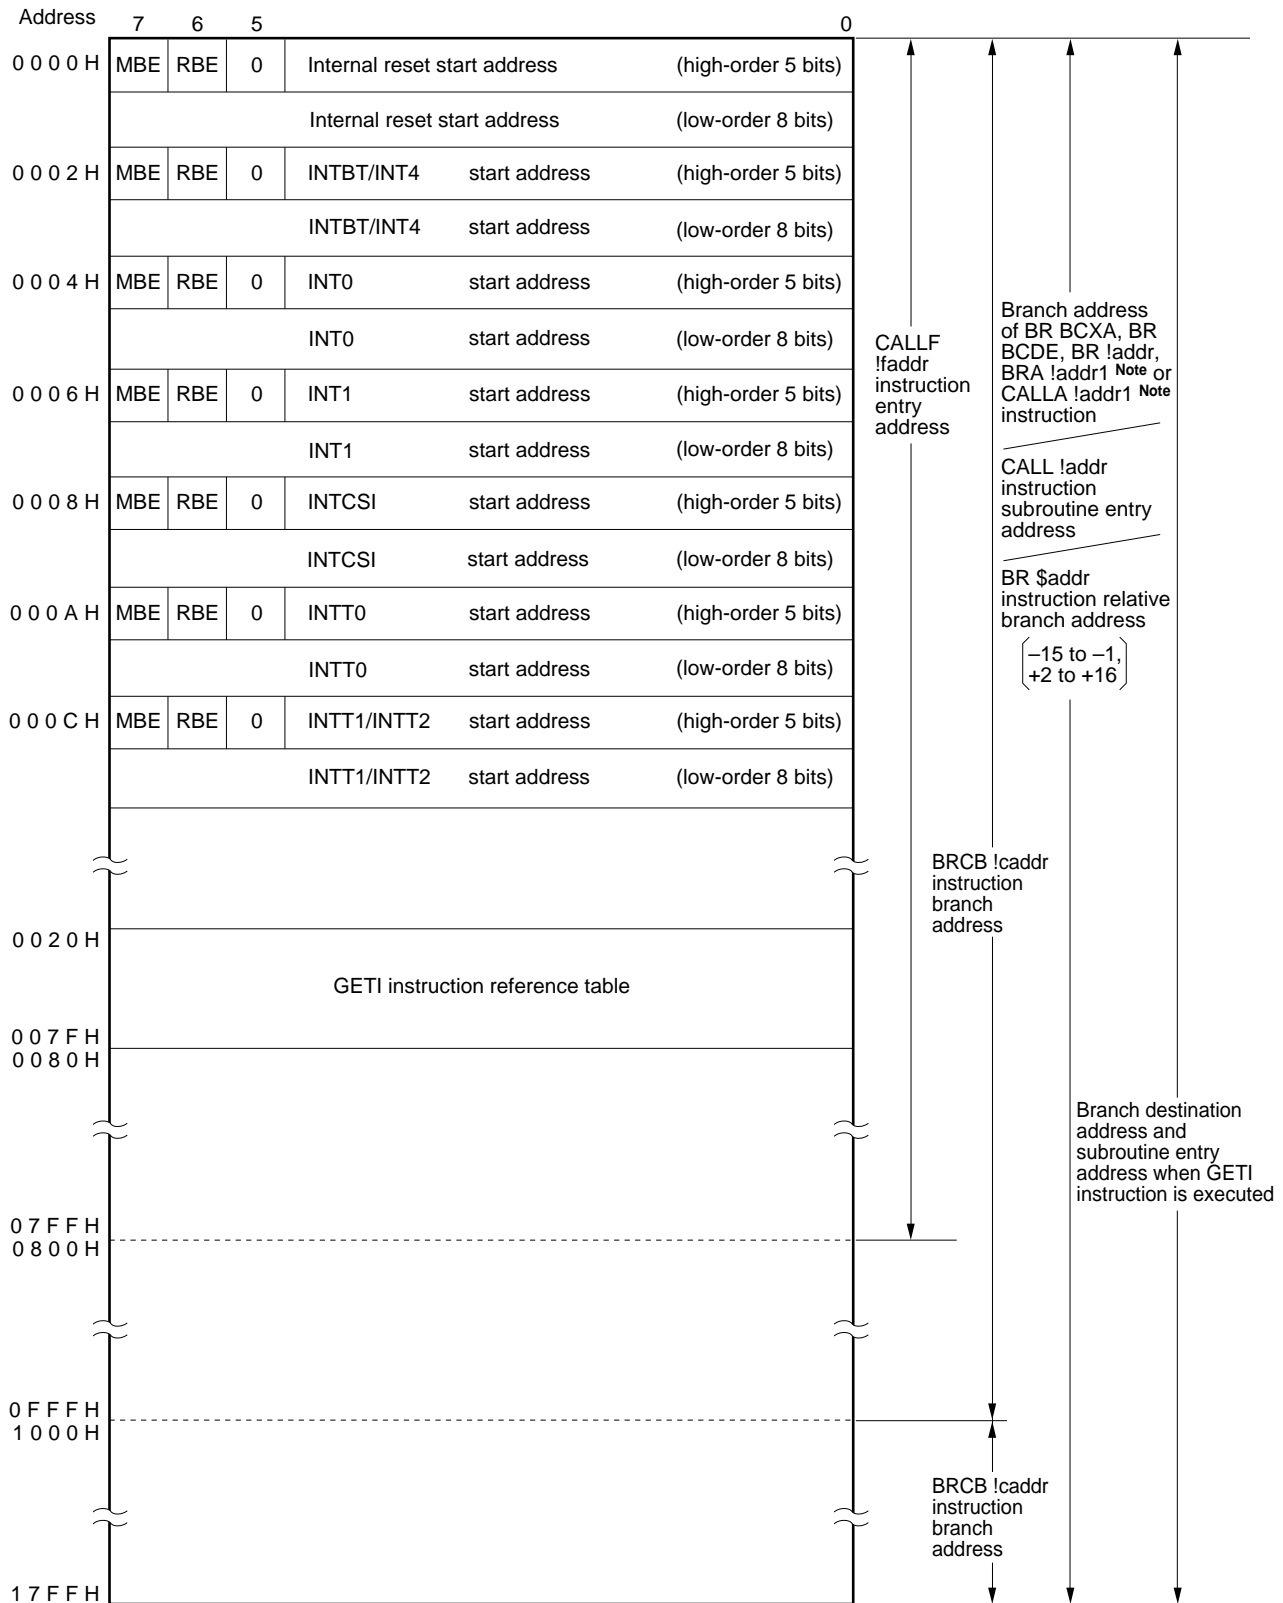 Address 7 6 5 0
0000H MBE RBE 0 Internal reset start address (high-order 5 bits)
Internal reset start address (low-order 8 bits)
0002H MBE RBE 0 INTBT/INT4 start address (high-order 5 bits)
INTBT/INT4 start address (low-order 8 bits)
0004H MBE RBE 0 INT0 start address (high-order 5 bits)
INT0 start address (low-order 8 bits)
0006H MBE RBE 0 INT1 start address (high-order 5 bits)
INT1 start address (low-order 8 bits)
0008H MBE RBE 0 INTCSI start address (high-order 5 bits)
INTCSI start address (low-order 8 bits)
000AH MBE RBE 0 INTT0 start address (high-order 5 bits)
INTT0 start address (low-order 8 bits)
000CH MBE RBE 0 INTT1/INTT2 start address (high-order 5 bits)
INTT1/INTT2 start address (low-order 8 bits)
0020H
GETI instruction reference table
007FH
0080H
07FFH
0800H
0FFFH
1000H
17FFH
CALLF
!faddr
instruction
entry
address
BRCB !caddr
instruction
branch
address
BRCB !caddr
instruction
branch
address
Branch address
of BR BCXA, BR
BCDE, BR !addr,
BRA !addr1 Note or
CALLA !addr1 Note
instruction
CALL !addr
instruction
subroutine entry
address
BR $addr
instruction relative
branch address
–15 to –1,
+2 to +16
Branch destination
address and
subroutine entry
address when GETI
instruction is executed